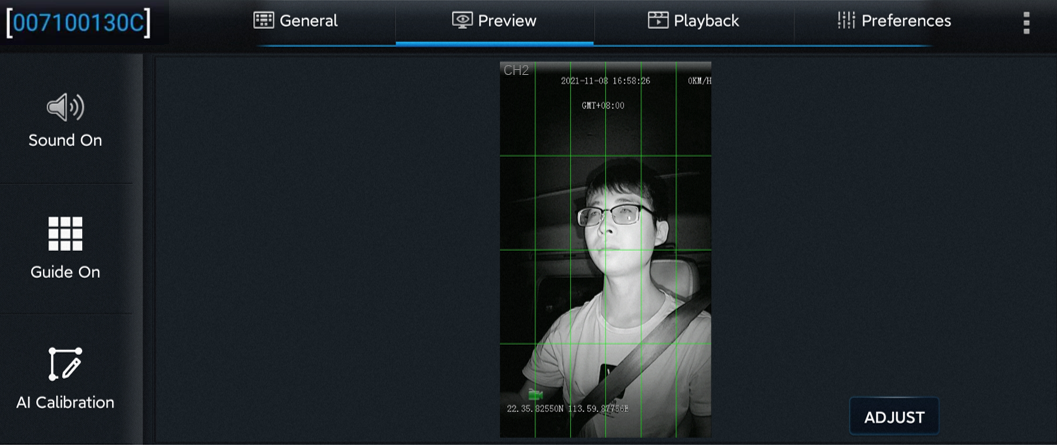 [007100130C]
General
Preview
Playback
Preferences
Sound On
Guide On
AI Calibration
CH2
2021-11-08 16:58:26 0KM/H
GMT+08:00
22.35.82550N 113.59.87756E
ADJUST